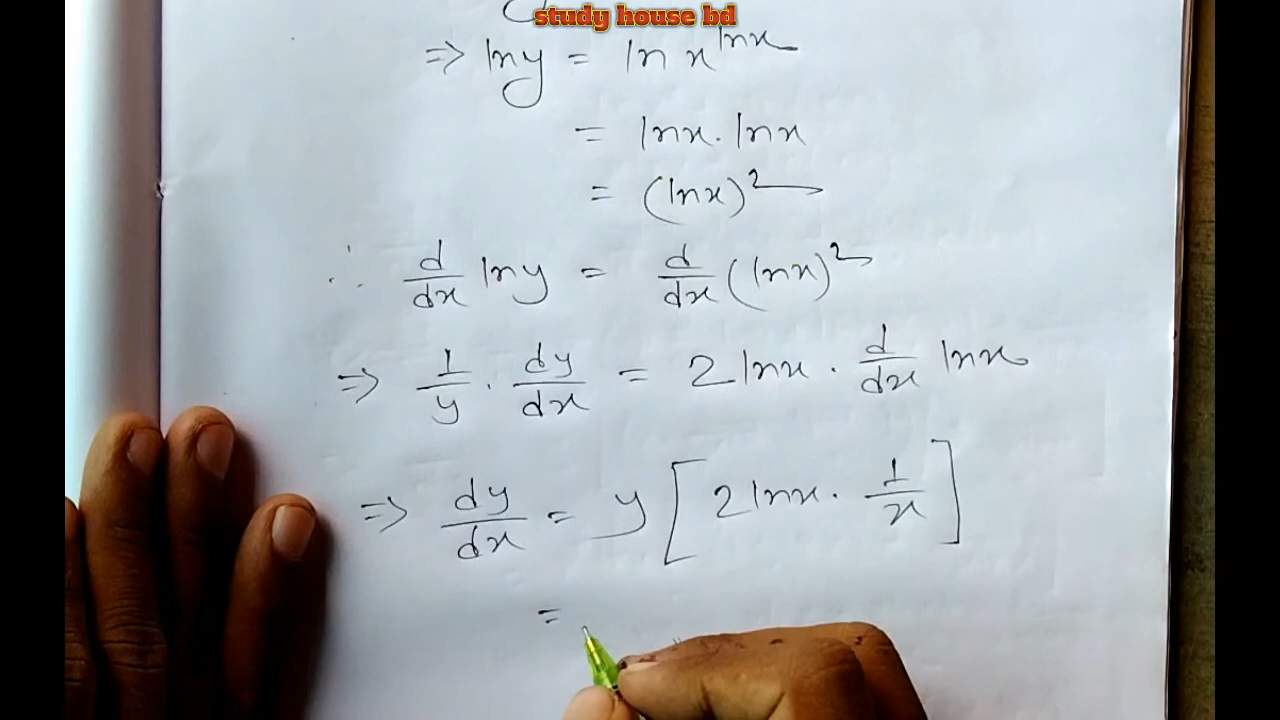 study house bd
⇒ lny = ln x^lnx
= lnx . lnx
= (lnx)^2
∴ d/dx lny = d/dx (lnx)^2
⇒ 1/y . dy/dx = 2 lnx . d/dx lnx
⇒ dy/dx = y [ 2 lnx . 1/x ]
=